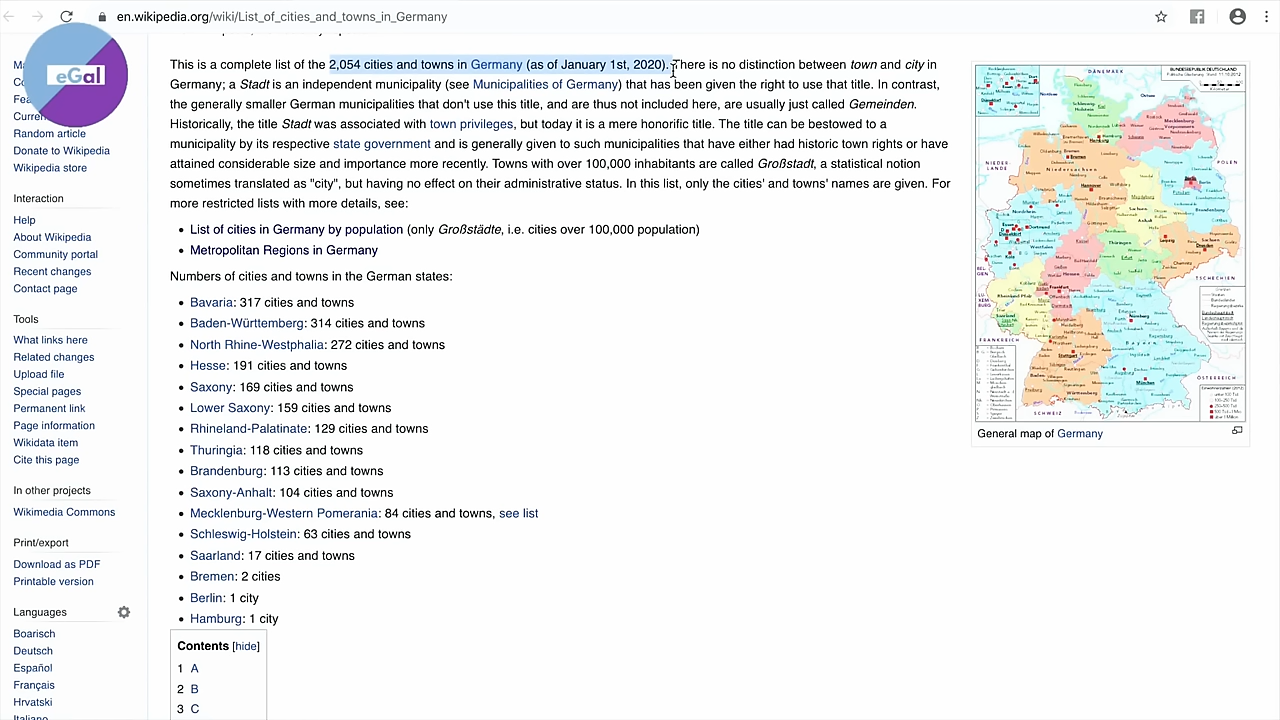 en.wikipedia.org/wiki/List_of_cities_and_towns_in_Germany
eGal
Random article
Donate to Wikipedia
Wikipedia store
Interaction
Help
About Wikipedia
Community portal
Recent changes
Contact page
Tools
What links here
Related changes
Upload file
Special pages
Permanent link
Page information
Wikidata item
Cite this page
In other projects
Wikimedia Commons
Print/export
Download as PDF
Printable version
Languages
Boarisch
Deutsch
Español
Français
Hrvatski
This is a complete list of the 2,054 cities and towns in Germany (as of January 1st, 2020). There is no distinction between town and city in
Germany; a Stadt is an independent municipality (see Municipalities of Germany) that has been given the right to use that title. In contrast,
the generally smaller German municipalities that don't use this title, and are thus not included here, are usually just called Gemeinden.
Historically, the title Stadt was associated with town privileges, but today it is a mere honorific title. The title can be bestowed to a
municipality by its respective state government and is generally given to such municipalities that have either had historic town rights or have
attained considerable size and importance more recently. Towns with over 100,000 inhabitants are called Großstadt, a statistical notion
sometimes translated as "city", but having no effect on their administrative status. In this list, only the cities' and towns' names are given. For
more restricted lists with more details, see:
• List of cities in Germany by population (only Großstädte, i.e. cities over 100,000 population)
• Metropolitan Regions in Germany
Numbers of cities and towns in the German states:
• Bavaria: 317 cities and towns
• Baden-Württemberg: 314 cities and towns
• North Rhine-Westphalia: 272 cities and towns
• Hesse: 191 cities and towns
• Saxony: 169 cities and towns
• Lower Saxony: cities and towns
• Rhineland-Palatinate: 129 cities and towns
• Thuringia: 118 cities and towns
• Brandenburg: 113 cities and towns
• Saxony-Anhalt: 104 cities and towns
• Mecklenburg-Western Pomerania: 84 cities and towns, see list
• Schleswig-Holstein: 63 cities and towns
• Saarland: 17 cities and towns
• Bremen: 2 cities
• Berlin: 1 city
• Hamburg: 1 city
Contents [hide]
1 A
2 B
3 C
DÄNEMARK
BUNDESREPUBLIK DEUTSCHLAND
POLEN
TSCHECHIEN
ÖSTERREICH
SCHWEIZ
FRANKREICH
General map of Germany